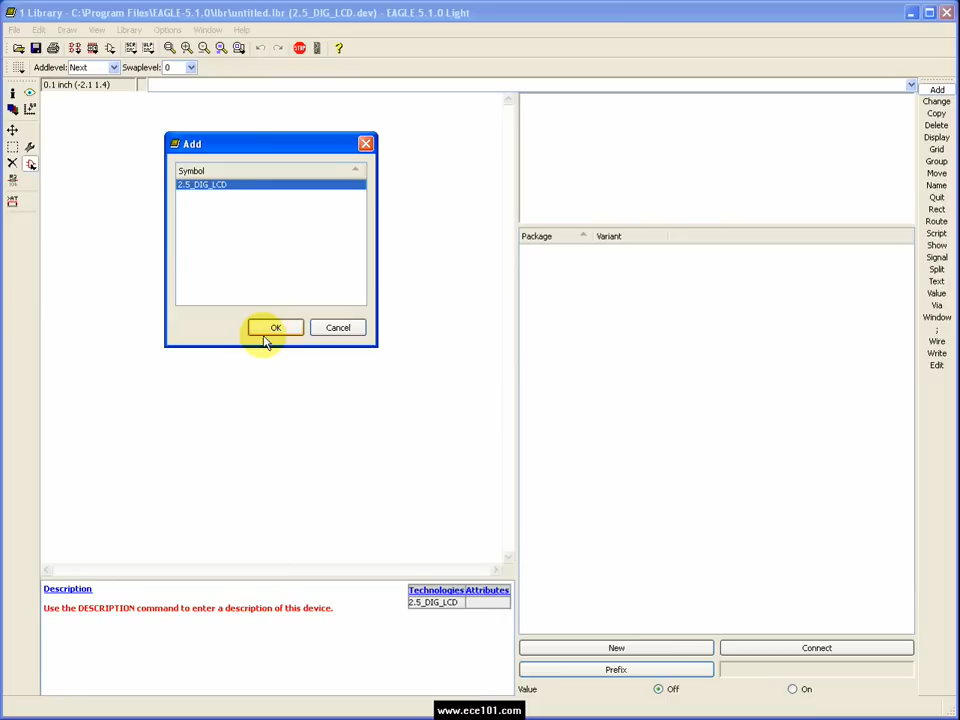 1 Library - C:\Program Files\EAGLE-5.1.0\lbr\untitled.lbr (2.5_DIG_LCD.dev) - EAGLE 5.1.0 Light
File Edit Draw View Library Options Window Help
STOP
Addlevel: Next Swaplevel: 0
0.1 inch (-2.1 1.4)
Add
Symbol
2.5_DIG_LCD
OK Cancel
Package Variant
Add
Change
Copy
Delete
Display
Grid
Group
Move
Name
Quit
Rect
Route
Script
Show
Signal
Split
Text
Value
Via
Window
;
Wire
Write
Edit
Description
Use the DESCRIPTION command to enter a description of this device.
Technologies Attributes
2.5_DIG_LCD
New Connect
Prefix
Value Off On
www.ece101.com